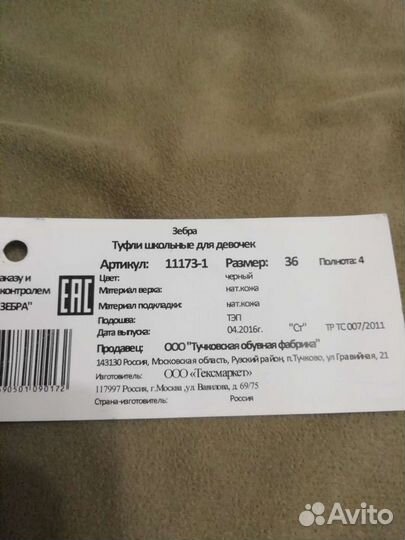 Зебра
Туфли школьные для девочек
Артикул: 11173-1 Размер: 36 Полнота: 4
Цвет: черный
Материал верха: нат.кожа
Материал подкладки: нат.кожа
Подошва: ТЭП
Дата выпуска: 04.2016г. "Ст" ТР ТС 007/2011
Продавец: ООО "Тучковская обувная фабрика"
143130 Россия, Московская область, Рузский район, п.Тучково, ул Гравийная, 21
Изготовитель: ООО «Тексмаркет»
117997 Россия, г.Москва ,ул. Вавилова, д. 69/75
Страна-изготовитель: Россия
аказу и
контролем
ЗЕБРА"
EAC
90501090172
Avito